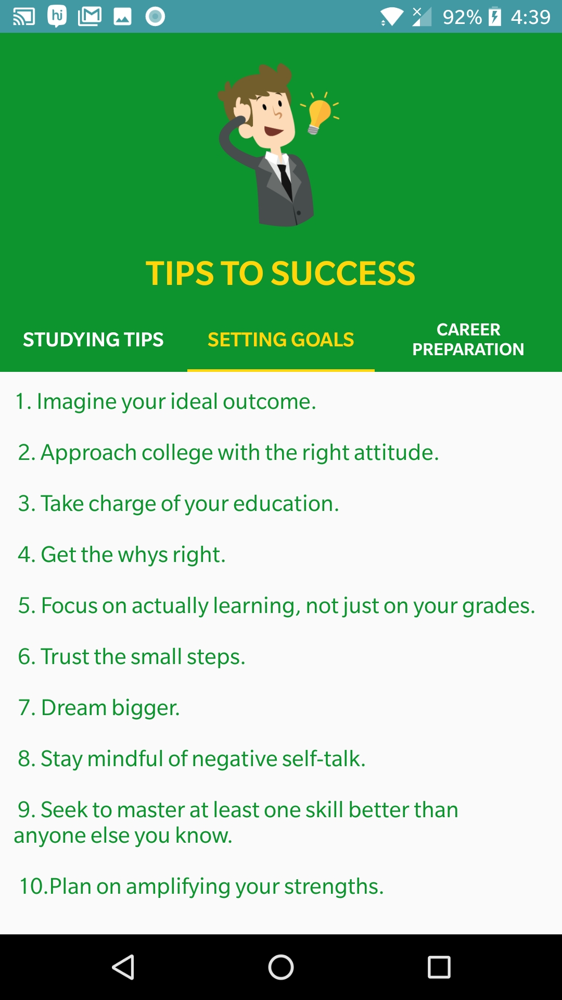 hi
92%
4:39
TIPS TO SUCCESS
STUDYING TIPS
SETTING GOALS
CAREER
PREPARATION
1. Imagine your ideal outcome.
2. Approach college with the right attitude.
3. Take charge of your education.
4. Get the whys right.
5. Focus on actually learning, not just on your grades.
6. Trust the small steps.
7. Dream bigger.
8. Stay mindful of negative self-talk.
9. Seek to master at least one skill better than
anyone else you know.
10.Plan on amplifying your strengths.